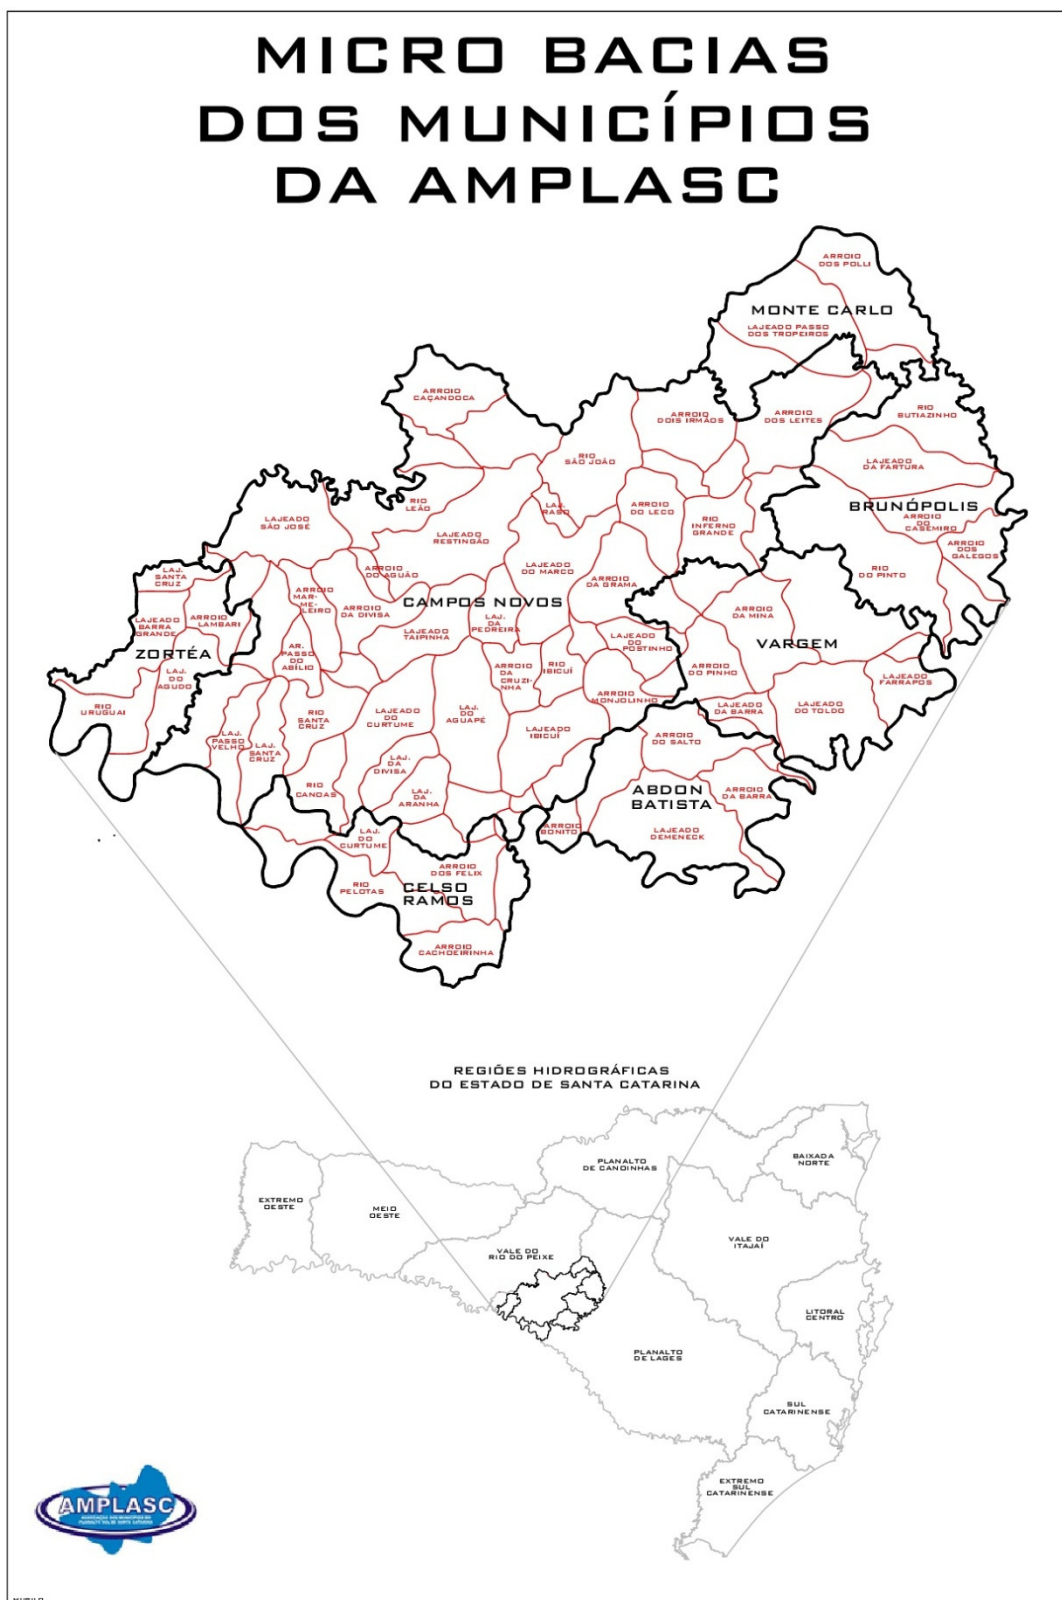 MICRO BACIAS
DOS MUNICÍPIOS
DA AMPLASC
ARROIO
DOS POLLI
MONTE CARLO
LAJEADO PASSO
DOS TROPEIROS
ARROIO
CAÇANDOCA
ARROIO
DOIS IRMÃOS
ARROIO
DOS LEITES
RIO
BUTIAZINHO
RIO
SÃO JOÃO
LAJEADO
DA FARTURA
RIO
LEÃO
LAJ.
RASO
ARROIO
DO LECO
BRUNÓPOLIS
LAJEADO
SÃO JOSÉ
LAJEADO
RESTINGÃO
RIO
INFERNO
GRANDE
ARROIO
DO
CASEMIRO
ARROIO
DOS
GALEGOS
LAJ.
SANTA
CRUZ
ARROIO
DO AGUÃO
LAJEADO
DO MARCO
ARROIO
DA GRAMA
RIO
DO PINTO
ARROIO
MAR-
ME-
LEIRO
ARROIO
DA DIVISA
CAMPOS NOVOS
LAJEADO
BARRA
GRANDE
ARROIO
LAMBARI
LAJEADO
TAIPINHA
LAJ.
DA
PEDREIRA
LAJEADO
DO
POSTINHO
ARROIO
DA MINA
VARGEM
ZORTÉA
AR.
PASSO
DO
ABÍLIO
LAJ.
DO
AGUDO
ARROIO
DA
CRUZI-
NHA
RIO
IBICUÍ
ARROIO
DO PINHO
LAJEADO
FARRAPOS
ARROIO
MONJOLINHO
RIO
URUGUAI
RIO
SANTA
CRUZ
LAJEADO
DO
CURTUME
LAJ.
DO
AGUAPÉ
LAJEADO
IBICUÍ
LAJEADO
DA BARRA
LAJEADO
DO TOLDO
LAJ.
PASSO
VELHO
LAJ.
SANTA
CRUZ
LAJ.
DA
DIVISA
ARROIO
DO SALTO
RIO
CANOAS
LAJ.
DA
ARANHA
ABDON
BATISTA
ARROIO
DA BARRA
LAJ.
DO
CURTUME
ARROIO
BONITO
LAJEADO
DEMENECK
ARROIO
DOS FELIX
RIO
PELOTAS
CELSO
RAMOS
ARROIO
CACHOEIRINHA
REGIÕES HIDROGRÁFICAS
DO ESTADO DE SANTA CATARINA
PLANALTO
DE CANOINHAS
BAIXADA
NORTE
EXTREMO
OESTE
MEIO
OESTE
VALE DO
RIO DO PEIXE
VALE DO
ITAJAÍ
LITORAL
CENTRO
PLANALTO
DE LAGES
SUL
CATARINENSE
EXTREMO
SUL
CATARINENSE
AMPLASC